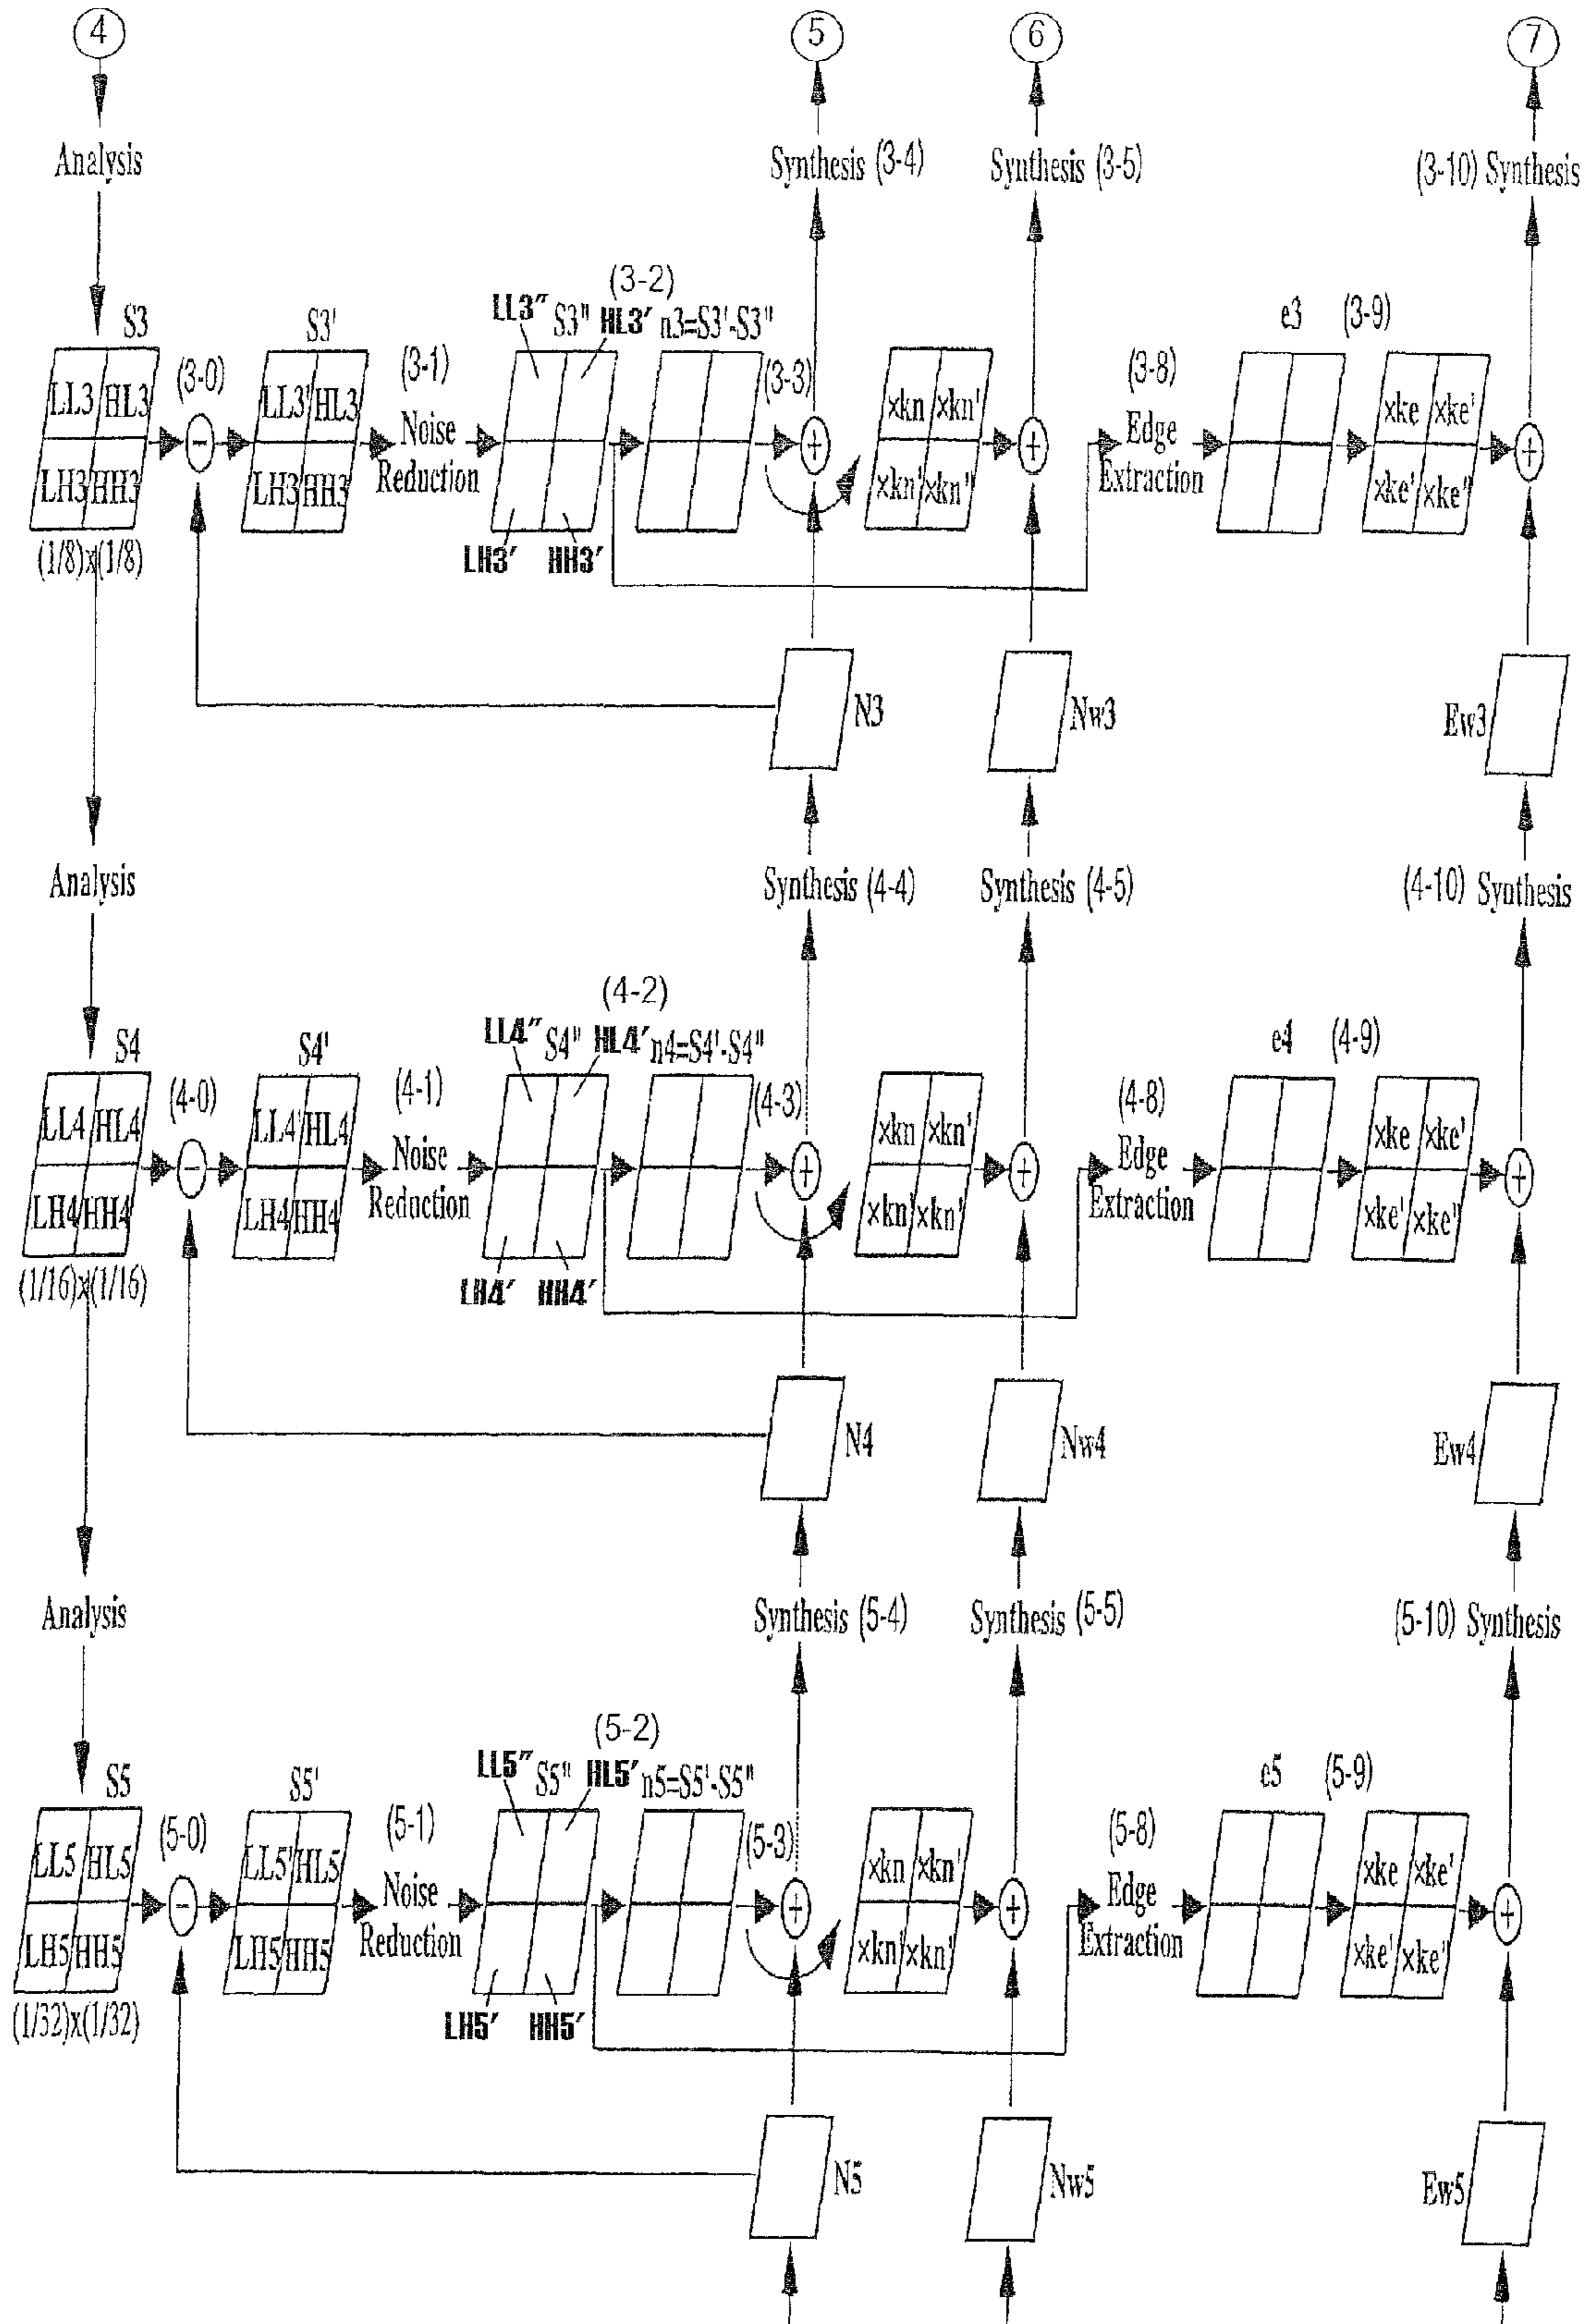 4 5 6 7
Analysis Synthesis (3-4) Synthesis (3-5) (3-10) Synthesis
(3-2)
S3 S3' LL3" S3" HL3' n3=S3'-S3" e3 (3-9)
(3-0) (3-1) (3-3) (3-8)
LL3 HL3 LL3' HL3 xkn xkn' xke xke'
- Noise + + Edge +
LH3 HH3 LH3 HH3 Reduction xkn' xkn' Extraction xke' xke'
(1/8)x(1/8) LH3' HH3'
N3 Nw3 Ew3
Analysis Synthesis (4-4) Synthesis (4-5) (4-10) Synthesis
(4-2)
S4 S4' LL4" S4" HL4' n4=S4'-S4" e4 (4-9)
(4-0) (4-1) (4-3) (4-8)
LL4 HL4 LL4' HL4 xkn xkn' xke xke'
- Noise + + Edge +
LH4 HH4 LH4 HH4 Reduction xkn' xkn' Extraction xke' xke'
(1/16)x(1/16) LH4' HH4'
N4 Nw4 Ew4
Analysis Synthesis (5-4) Synthesis (5-5) (5-10) Synthesis
(5-2)
S5 S5' LL5" S5" HL5' n5=S5'-S5" e5 (5-9)
(5-0) (5-1) (5-3) (5-8)
LL5 HL5 LL5' HL5 xkn xkn' xke xke'
- Noise + + Edge +
LH5 HH5 LH5 HH5 Reduction xkn' xkn' Extraction xke' xke'
(1/32)x(1/32) LH5' HH5'
N5 Nw5 Ew5